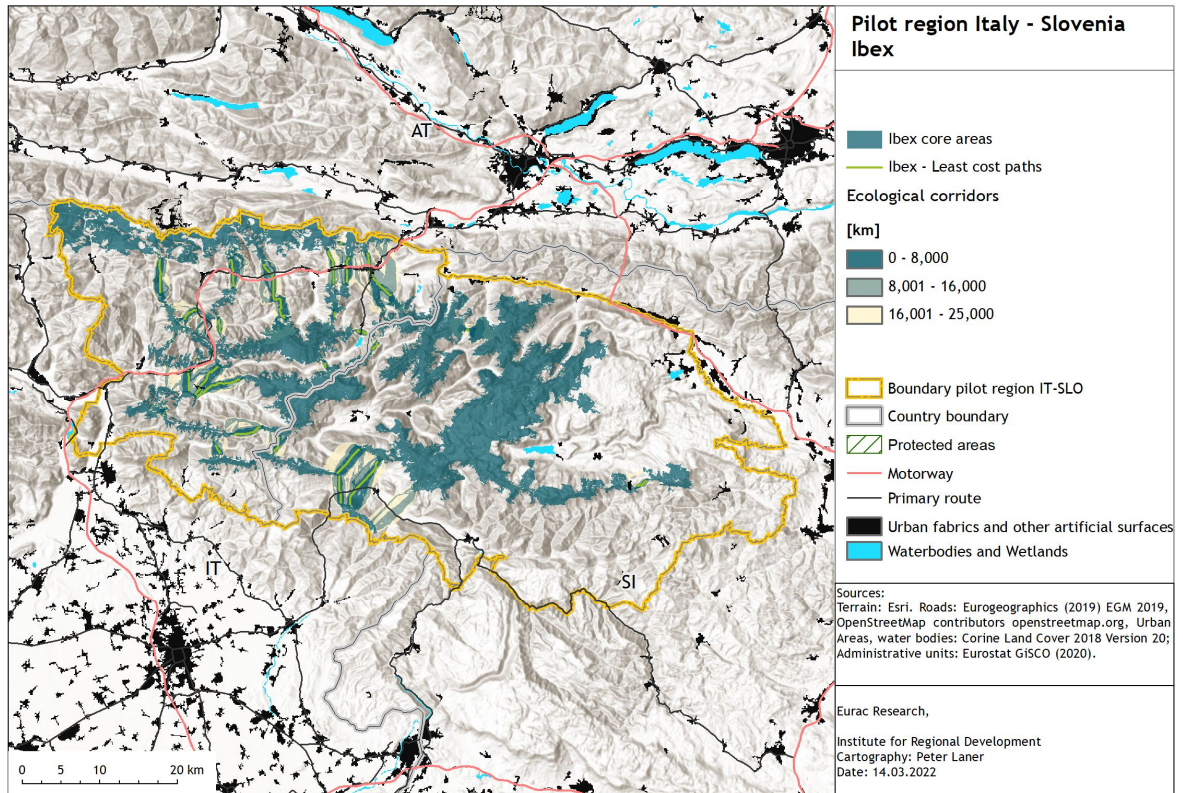 Pilot region Italy - Slovenia
Ibex
Ibex core areas
Ibex - Least cost paths
Ecological corridors
[km]
0 - 8,000
8,001 - 16,000
16,001 - 25,000
Boundary pilot region IT-SLO
Country boundary
Protected areas
Motorway
Primary route
Urban fabrics and other artificial surfaces
Waterbodies and Wetlands
Sources:
Terrain: Esri. Roads: Eurogeographics (2019) EGM 2019,
OpenStreetMap contributors openstreetmap.org, Urban
Areas, water bodies: Corine Land Cover 2018 Version 20;
Administrative units: Eurostat GiSCO (2020).
Eurac Research,
Institute for Regional Development
Cartography: Peter Laner
Date: 14.03.2022
AT
IT
SI
0 5 10 20 km